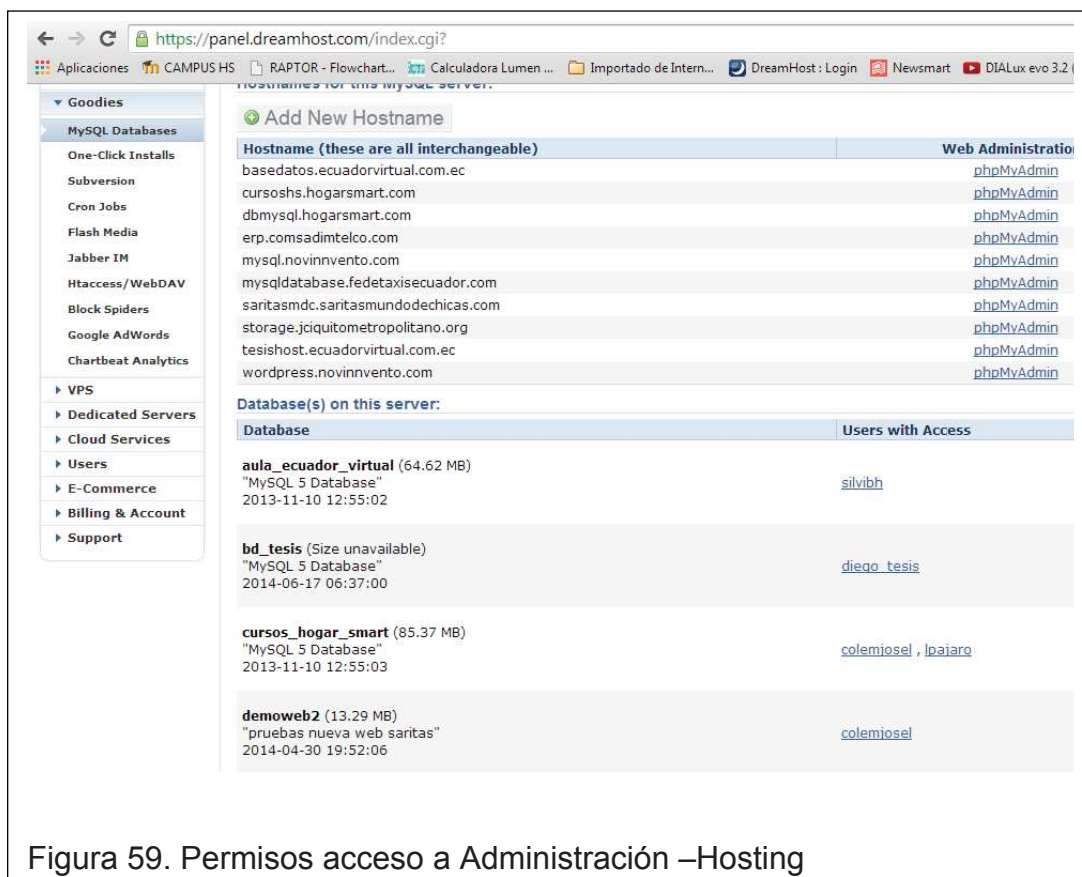 https://panel.dreamhost.com/index.cgi?
Aplicaciones CAMPUS HS RAPTOR - Flowchart... Calculadora Lumen ... Importado de Intern... DreamHost : Login Newsmart DIALux evo 3.2 (
Hostnames for this MySQL server:
Goodies
MySQL Databases
One-Click Installs
Subversion
Cron Jobs
Flash Media
Jabber IM
Htaccess/WebDAV
Block Spiders
Google AdWords
Chartbeat Analytics
VPS
Dedicated Servers
Cloud Services
Users
E-Commerce
Billing & Account
Support
Add New Hostname
Hostname (these are all interchangeable) Web Administratio
basedatos.ecuadorvirtual.com.ec phpMyAdmin
cursoshs.hogarsmart.com phpMyAdmin
dbmysql.hogarsmart.com phpMyAdmin
erp.comsadimtelco.com phpMyAdmin
mysql.novinnvento.com phpMyAdmin
mysqldatabase.fedetaxisecuador.com phpMyAdmin
saritasmdc.saritasmundodechicas.com phpMyAdmin
storage.jciquitometropolitano.org phpMyAdmin
tesishost.ecuadorvirtual.com.ec phpMyAdmin
wordpress.novinnvento.com phpMyAdmin
Database(s) on this server:
Database Users with Access
aula_ecuador_virtual (64.62 MB)
"MySQL 5 Database" silvibh
2013-11-10 12:55:02
bd_tesis (Size unavailable)
"MySQL 5 Database" diego_tesis
2014-06-17 06:37:00
cursos_hogar_smart (85.37 MB)
"MySQL 5 Database" colemjosel , lpajaro
2013-11-10 12:55:03
demoweb2 (13.29 MB)
"pruebas nueva web saritas" colemjosel
2014-04-30 19:52:06
Figura 59. Permisos acceso a Administración –Hosting